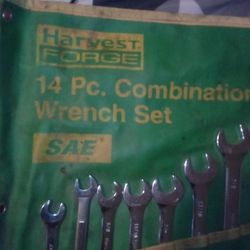 Harvest
FORGE
14 Pc. Combination
Wrench Set
SAE